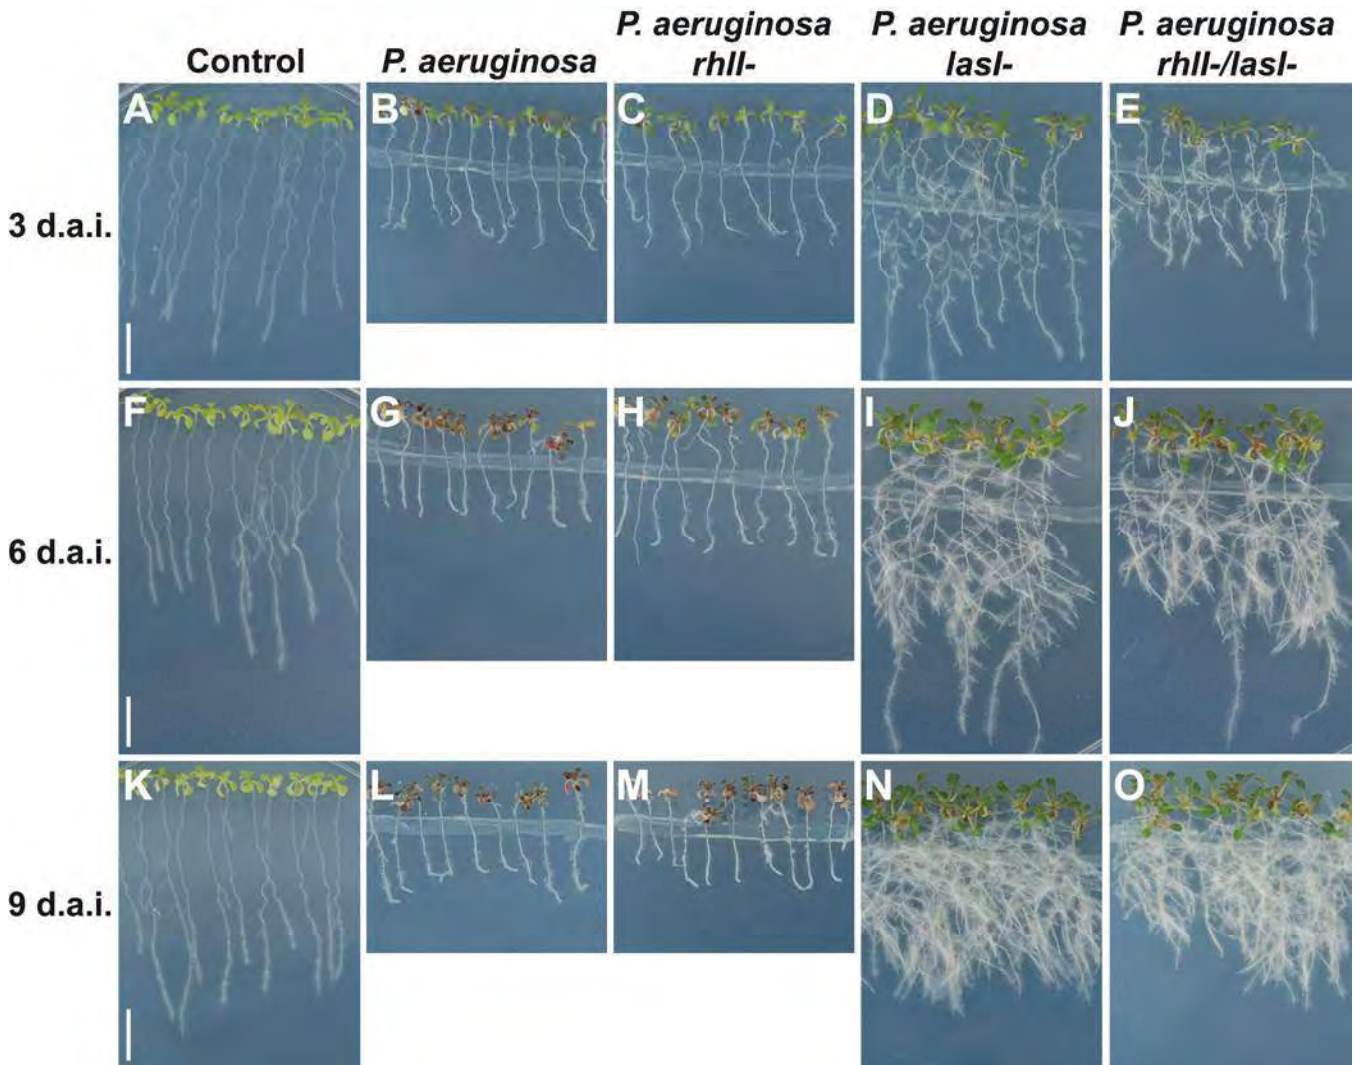 Control
P. aeruginosa
P. aeruginosa
rhlI-
P. aeruginosa
lasI-
P. aeruginosa
rhlI-/lasI-
3 d.a.i.
A
B
C
D
E
6 d.a.i.
F
G
H
I
J
9 d.a.i.
K
L
M
N
O